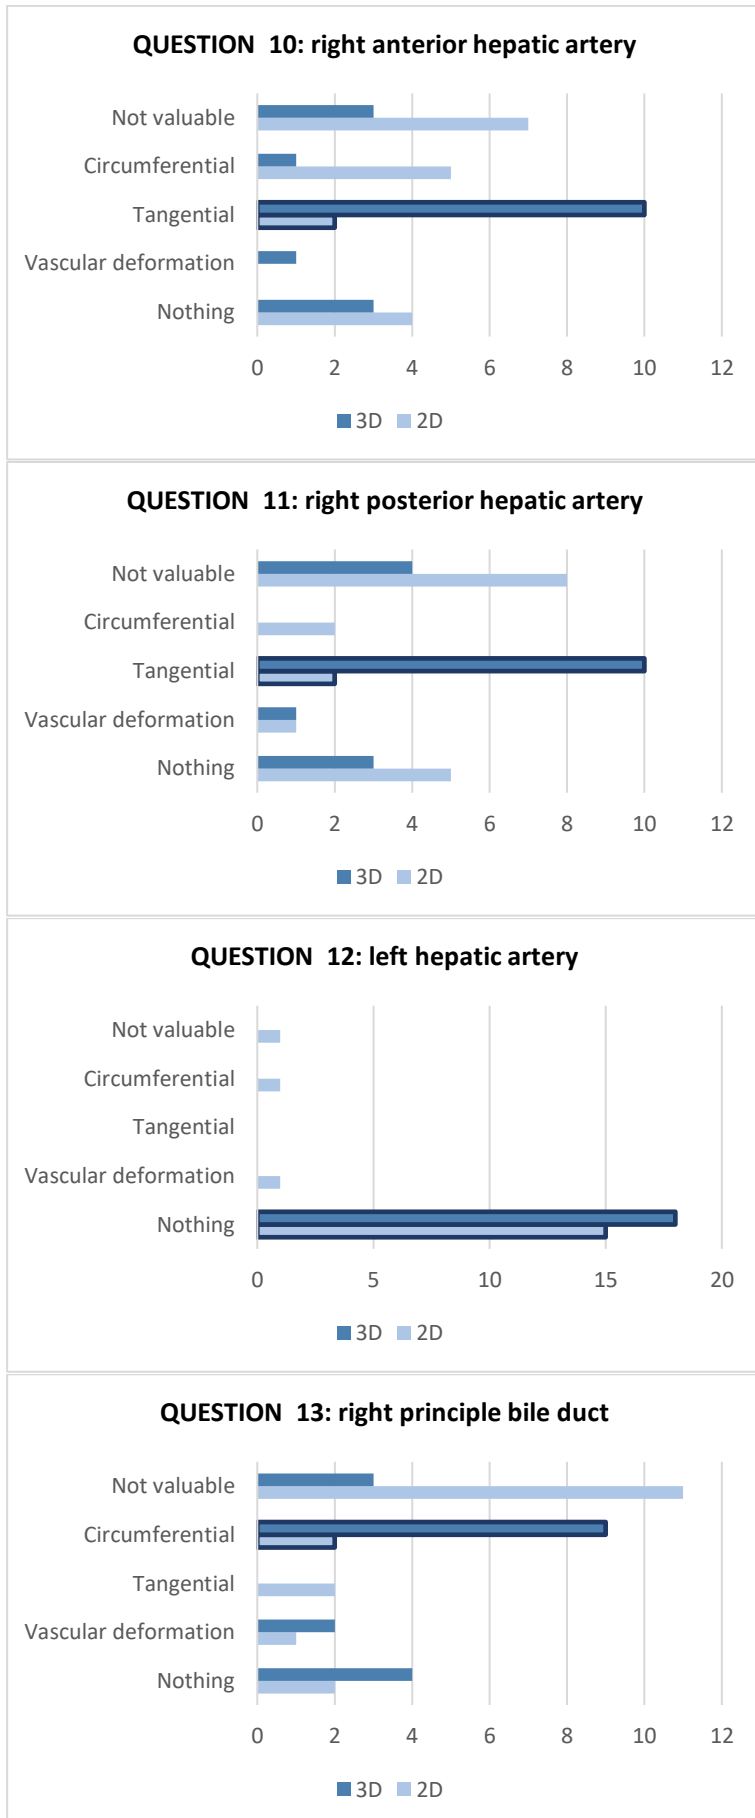 QUESTION 10: right anterior hepatic artery
Not valuable
Circumferential
Tangential
Vascular deformation
Nothing
0 2 4 6 8 10 12
3D 2D
QUESTION 11: right posterior hepatic artery
Not valuable
Circumferential
Tangential
Vascular deformation
Nothing
0 2 4 6 8 10 12
3D 2D
QUESTION 12: left hepatic artery
Not valuable
Circumferential
Tangential
Vascular deformation
Nothing
0 5 10 15 20
3D 2D
QUESTION 13: right principle bile duct
Not valuable
Circumferential
Tangential
Vascular deformation
Nothing
0 2 4 6 8 10 12
3D 2D